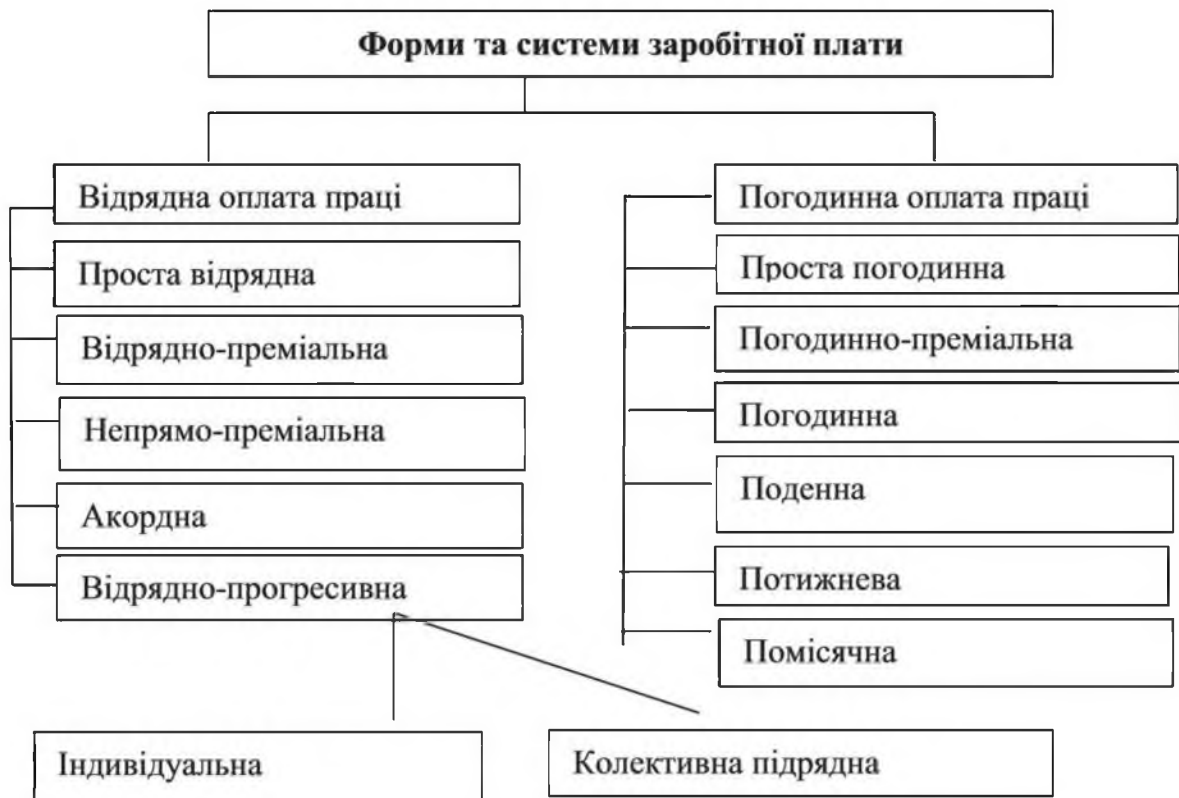 Форми та системи заробітної плати
Відрядна оплата праці
Проста відрядна
Відрядно-преміальна
Непрямо-преміальна
Акордна
Відрядно-прогресивна
Індивідуальна
Колективна підрядна
Погодинна оплата праці
Проста погодинна
Погодинно-преміальна
Погодинна
Поденна
Потижнева
Помісячна